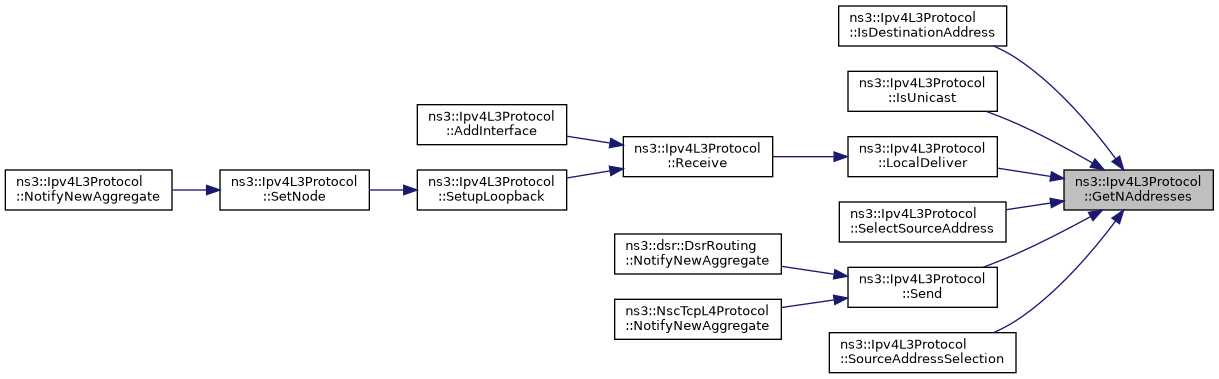 ns3::Ipv4L3Protocol
::IsDestinationAddress
ns3::Ipv4L3Protocol
::IsUnicast
ns3::Ipv4L3Protocol
::AddInterface
ns3::Ipv4L3Protocol
::Receive
ns3::Ipv4L3Protocol
::LocalDeliver
ns3::Ipv4L3Protocol
::NotifyNewAggregate
ns3::Ipv4L3Protocol
::SetNode
ns3::Ipv4L3Protocol
::SetupLoopback
ns3::Ipv4L3Protocol
::GetNAddresses
ns3::Ipv4L3Protocol
::SelectSourceAddress
ns3::dsr::DsrRouting
::NotifyNewAggregate
ns3::Ipv4L3Protocol
::Send
ns3::NscTcpL4Protocol
::NotifyNewAggregate
ns3::Ipv4L3Protocol
::SourceAddressSelection